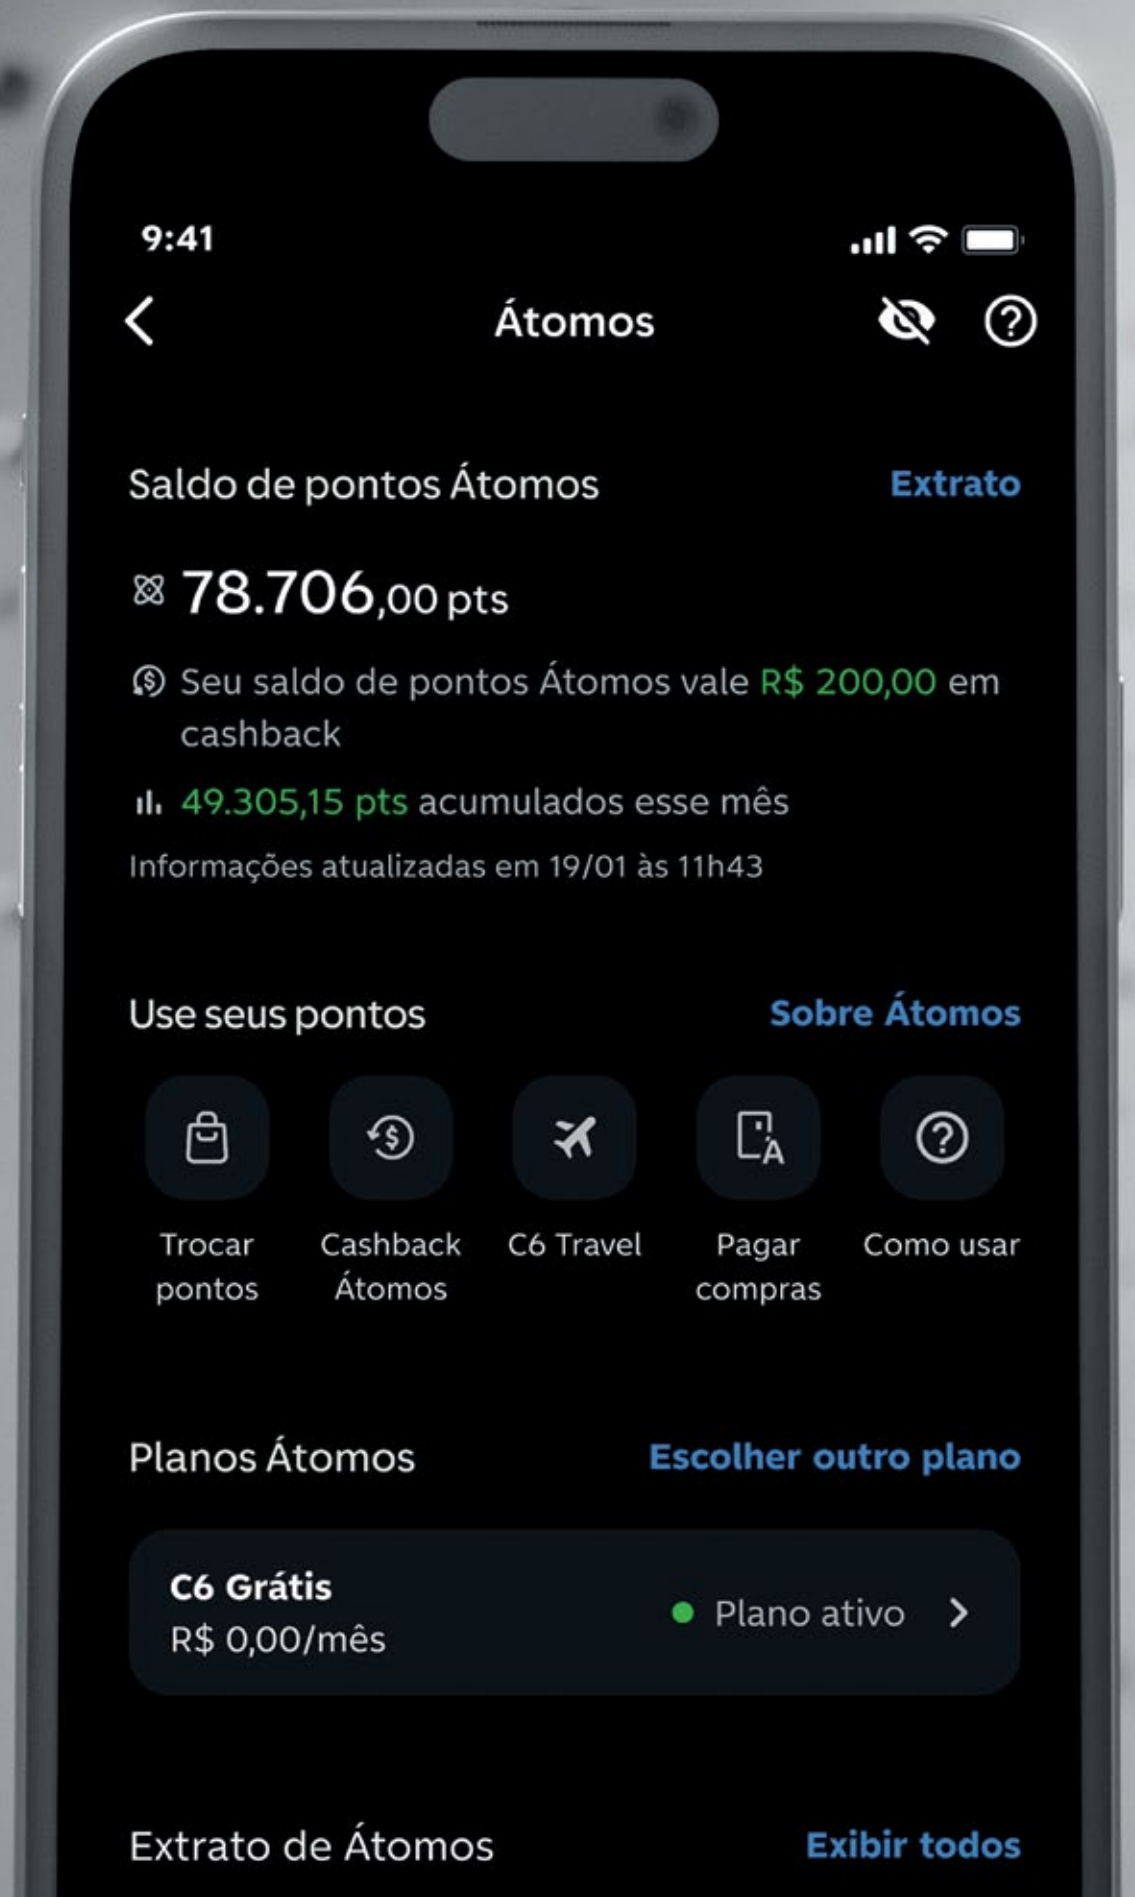 9:41
Átomos
Saldo de pontos Átomos Extrato
78.706,00 pts
Seu saldo de pontos Átomos vale R$ 200,00 em
cashback
49.305,15 pts acumulados esse mês
Informações atualizadas em 19/01 às 11h43
Use seus pontos Sobre Átomos
Trocar
pontos
Cashback
Átomos
C6 Travel
Pagar
compras
Como usar
Planos Átomos Escolher outro plano
C6 Grátis
R$ 0,00/mês
Plano ativo
Extrato de Átomos Exibir todos